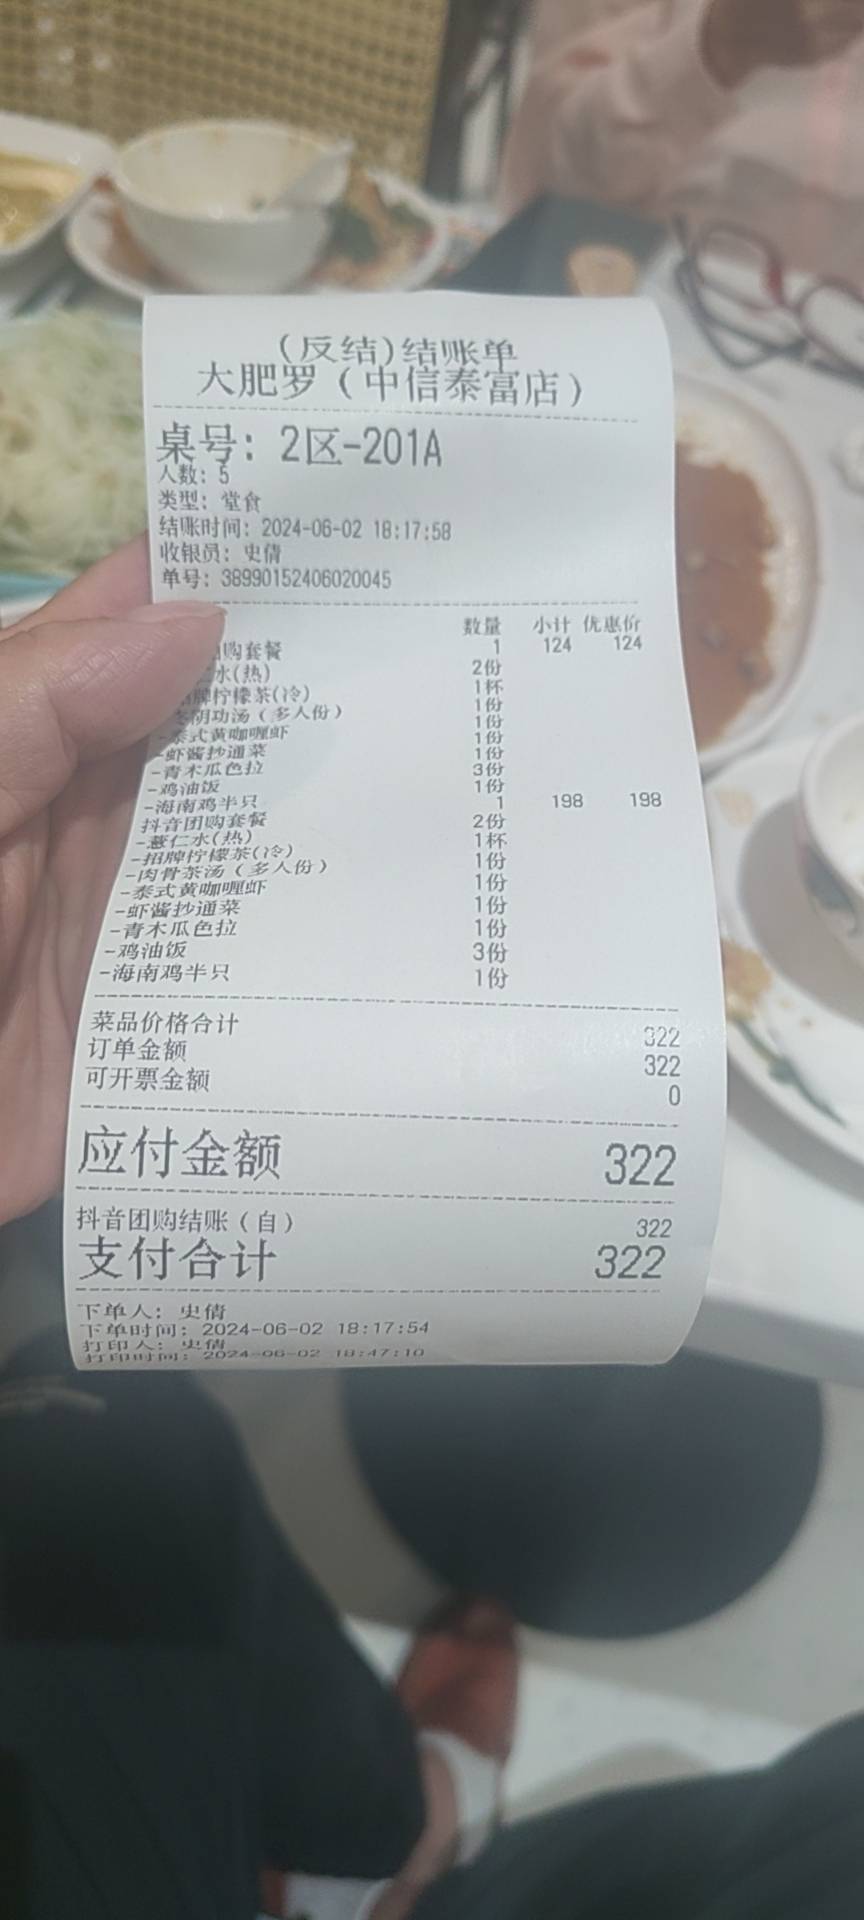 (反结)结账单
大肥罗（中信泰富店）
桌号: 2区-201A
人数: 5
类型: 堂食
结账时间: 2024-06-02 18:17:58
收银员: 史倩
单号: 38990152406020045
数量 小计 优惠价
购套餐 1 124 124
水(热) 2份
牌柠檬茶(冷) 1杯
阴功汤（多人份） 1份
-泰式黄咖喱虾 1份
-虾酱抄通菜 1份
-青木瓜色拉 1份
-鸡油饭 3份
-海南鸡半只 1份
抖音团购套餐 1 198 198
-薏仁水(热) 2份
-招牌柠檬茶(冷) 1杯
-肉骨茶汤（多人份） 1份
-泰式黄咖喱虾 1份
-虾酱抄通菜 1份
-青木瓜色拉 1份
-鸡油饭 3份
-海南鸡半只 1份
菜品价格合计 322
订单金额 322
可开票金额 0
应付金额 322
抖音团购结账（自） 322
支付合计 322
下单人: 史倩
下单时间: 2024-06-02 18:17:54
打印人: 史倩
打印时间: 2024-06-02 18:47:10